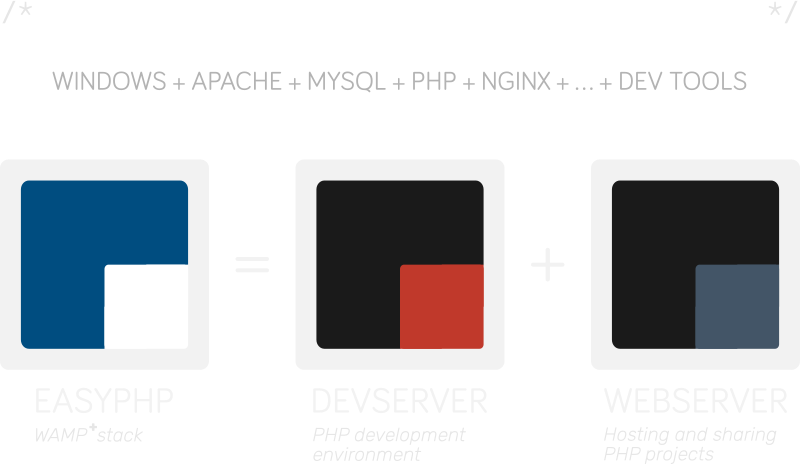 /* */
WINDOWS + APACHE + MYSQL + PHP + NGINX + ... + DEV TOOLS
= +
EASYPHP DEVSERVER WEBSERVER
WAMP+stack PHP development Hosting and sharing
environment PHP projects